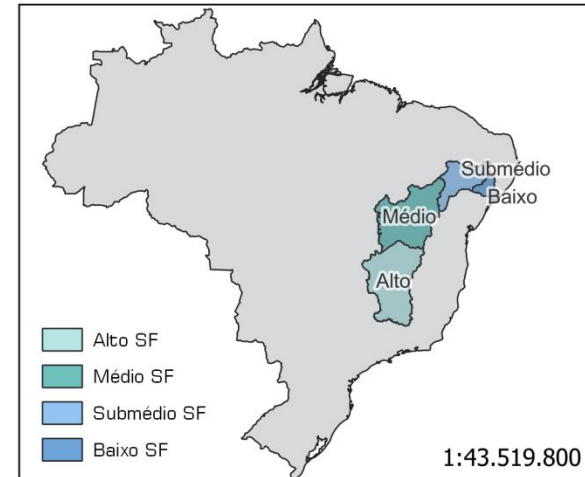 Submédio
Baixo
Médio
Alto
Alto SF
Médio SF
Submédio SF
Baixo SF
1:43.519.800